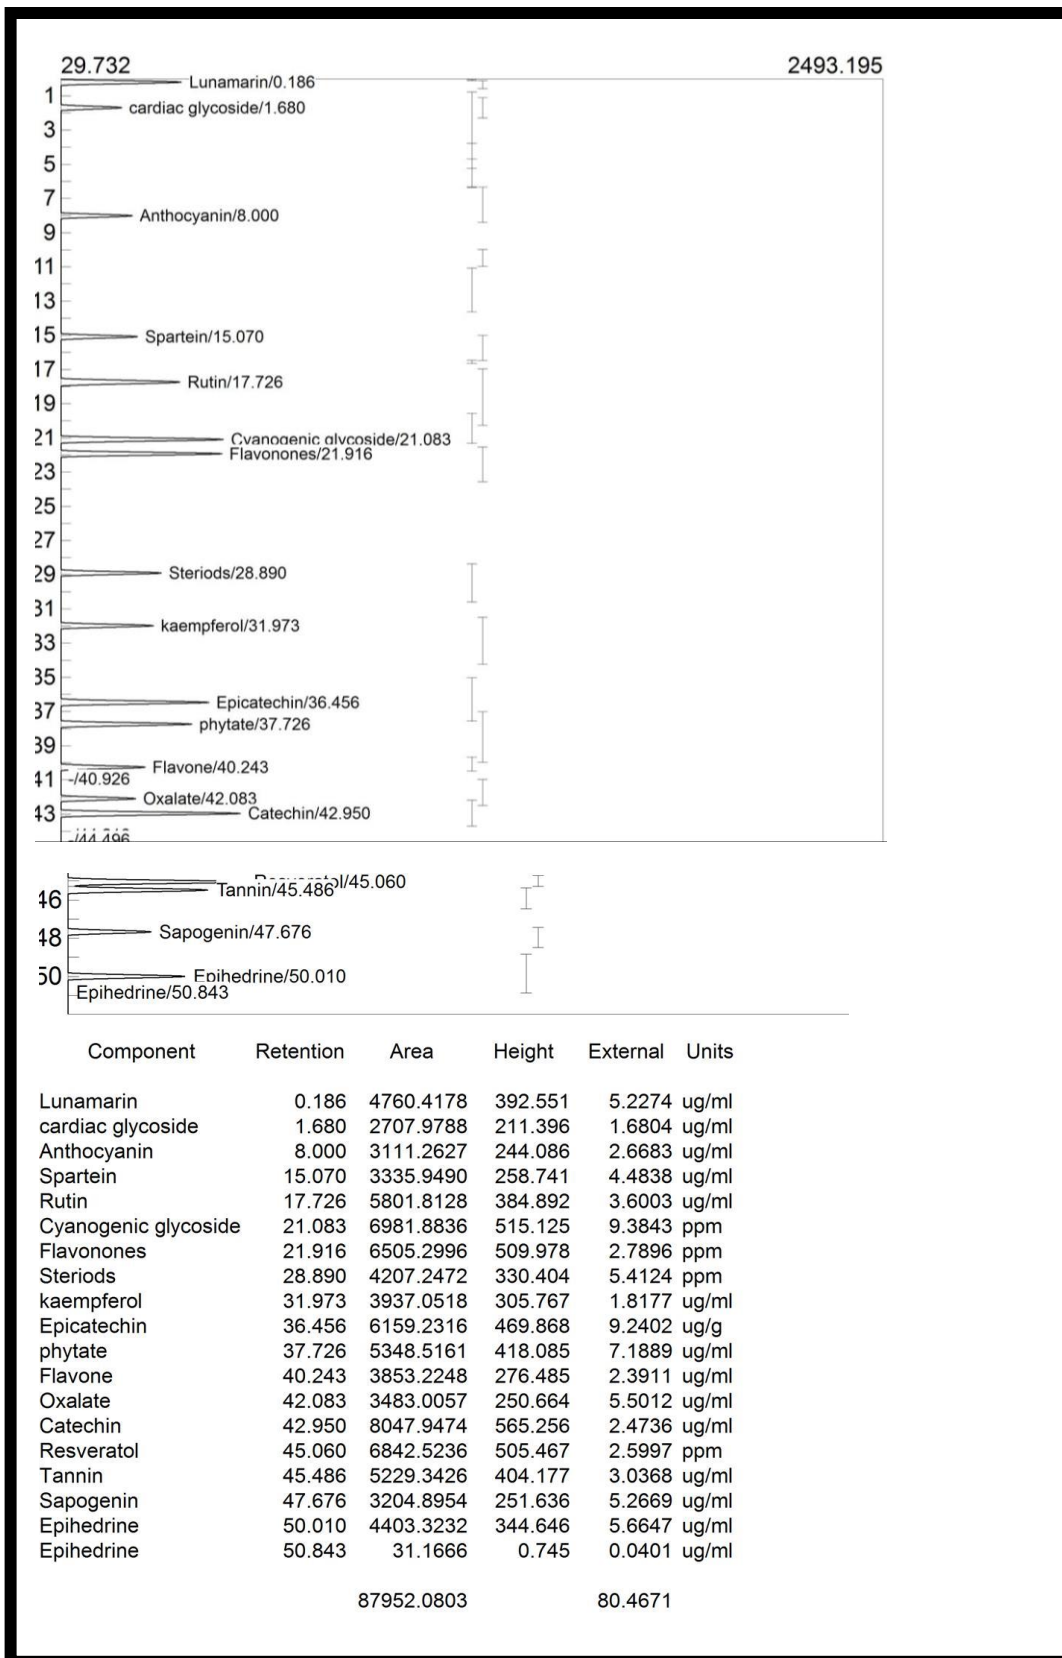 29.732 2493.195
Lunamarin/0.186
1
cardiac glycoside/1.680
3
5
7
Anthocyanin/8.000
9
11
13
15 Spartein/15.070
17
Rutin/17.726
19
21 Cyanogenic glycoside/21.083
Flavonones/21.916
23
25
27
29 Steriods/28.890
31
kaempferol/31.973
33
35
Epicatechin/36.456
37
phytate/37.726
39
Flavone/40.243
41 -/40.926
Oxalate/42.083
43 Catechin/42.950
-/44.496
Resveratol/45.060
Tannin/45.486
46
48 Sapogenin/47.676
50 Epihedrine/50.010
Epihedrine/50.843
Component Retention Area Height External Units
Lunamarin 0.186 4760.4178 392.551 5.2274 ug/ml
cardiac glycoside 1.680 2707.9788 211.396 1.6804 ug/ml
Anthocyanin 8.000 3111.2627 244.086 2.6683 ug/ml
Spartein 15.070 3335.9490 258.741 4.4838 ug/ml
Rutin 17.726 5801.8128 384.892 3.6003 ug/ml
Cyanogenic glycoside 21.083 6981.8836 515.125 9.3843 ppm
Flavonones 21.916 6505.2996 509.978 2.7896 ppm
Steriods 28.890 4207.2472 330.404 5.4124 ppm
kaempferol 31.973 3937.0518 305.767 1.8177 ug/ml
Epicatechin 36.456 6159.2316 469.868 9.2402 ug/g
phytate 37.726 5348.5161 418.085 7.1889 ug/ml
Flavone 40.243 3853.2248 276.485 2.3911 ug/ml
Oxalate 42.083 3483.0057 250.664 5.5012 ug/ml
Catechin 42.950 8047.9474 565.256 2.4736 ug/ml
Resveratol 45.060 6842.5236 505.467 2.5997 ppm
Tannin 45.486 5229.3426 404.177 3.0368 ug/ml
Sapogenin 47.676 3204.8954 251.636 5.2669 ug/ml
Epihedrine 50.010 4403.3232 344.646 5.6647 ug/ml
Epihedrine 50.843 31.1666 0.745 0.0401 ug/ml
87952.0803 80.4671